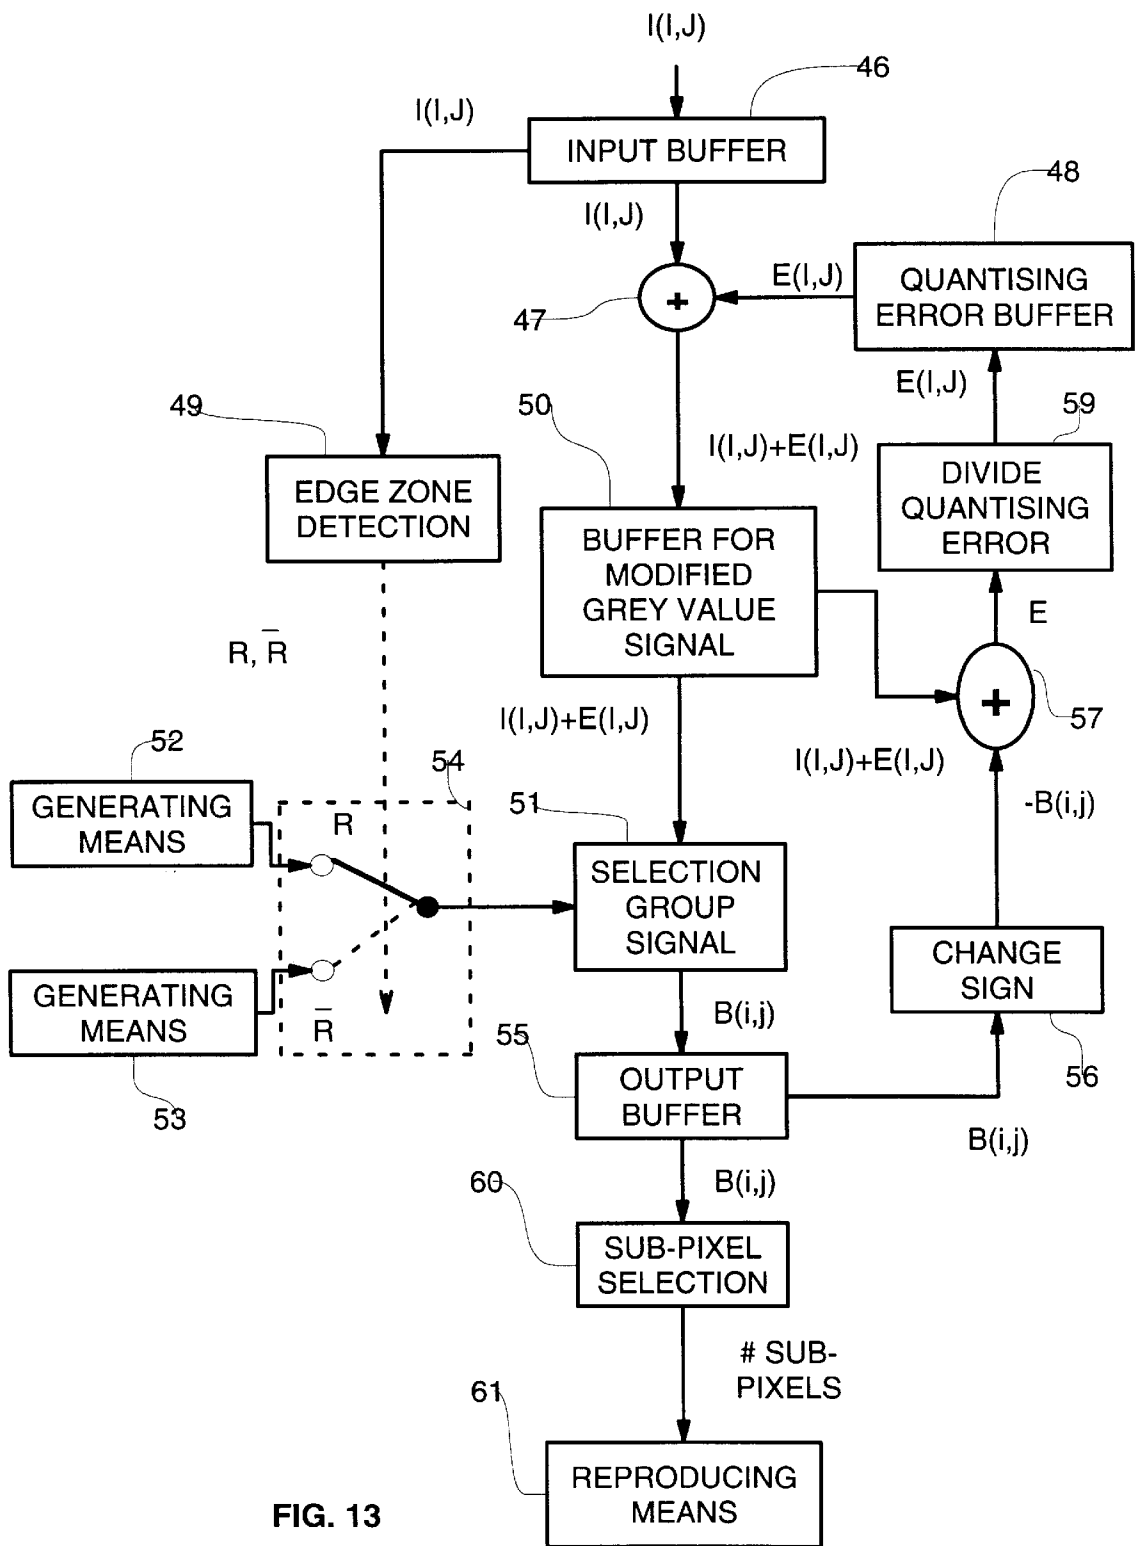 I(I,J)
46
I(I,J)
INPUT BUFFER
48
I(I,J)
E(I,J)
QUANTISING
ERROR BUFFER
+
47
E(I,J)
49
50
59
I(I,J)+E(I,J)
EDGE ZONE
DETECTION
DIVIDE
QUANTISING
ERROR
BUFFER FOR
MODIFIED
GREY VALUE
SIGNAL
E
R, R̅
+
57
I(I,J)+E(I,J)
52
54
I(I,J)+E(I,J)
GENERATING
MEANS
R
51
-B(i,j)
SELECTION
GROUP
SIGNAL
CHANGE
SIGN
GENERATING
MEANS
R̅
B(i,j)
55
56
53
OUTPUT
BUFFER
B(i,j)
60
B(i,j)
SUB-PIXEL
SELECTION
# SUB-
PIXELS
61
REPRODUCING
MEANS
FIG. 13